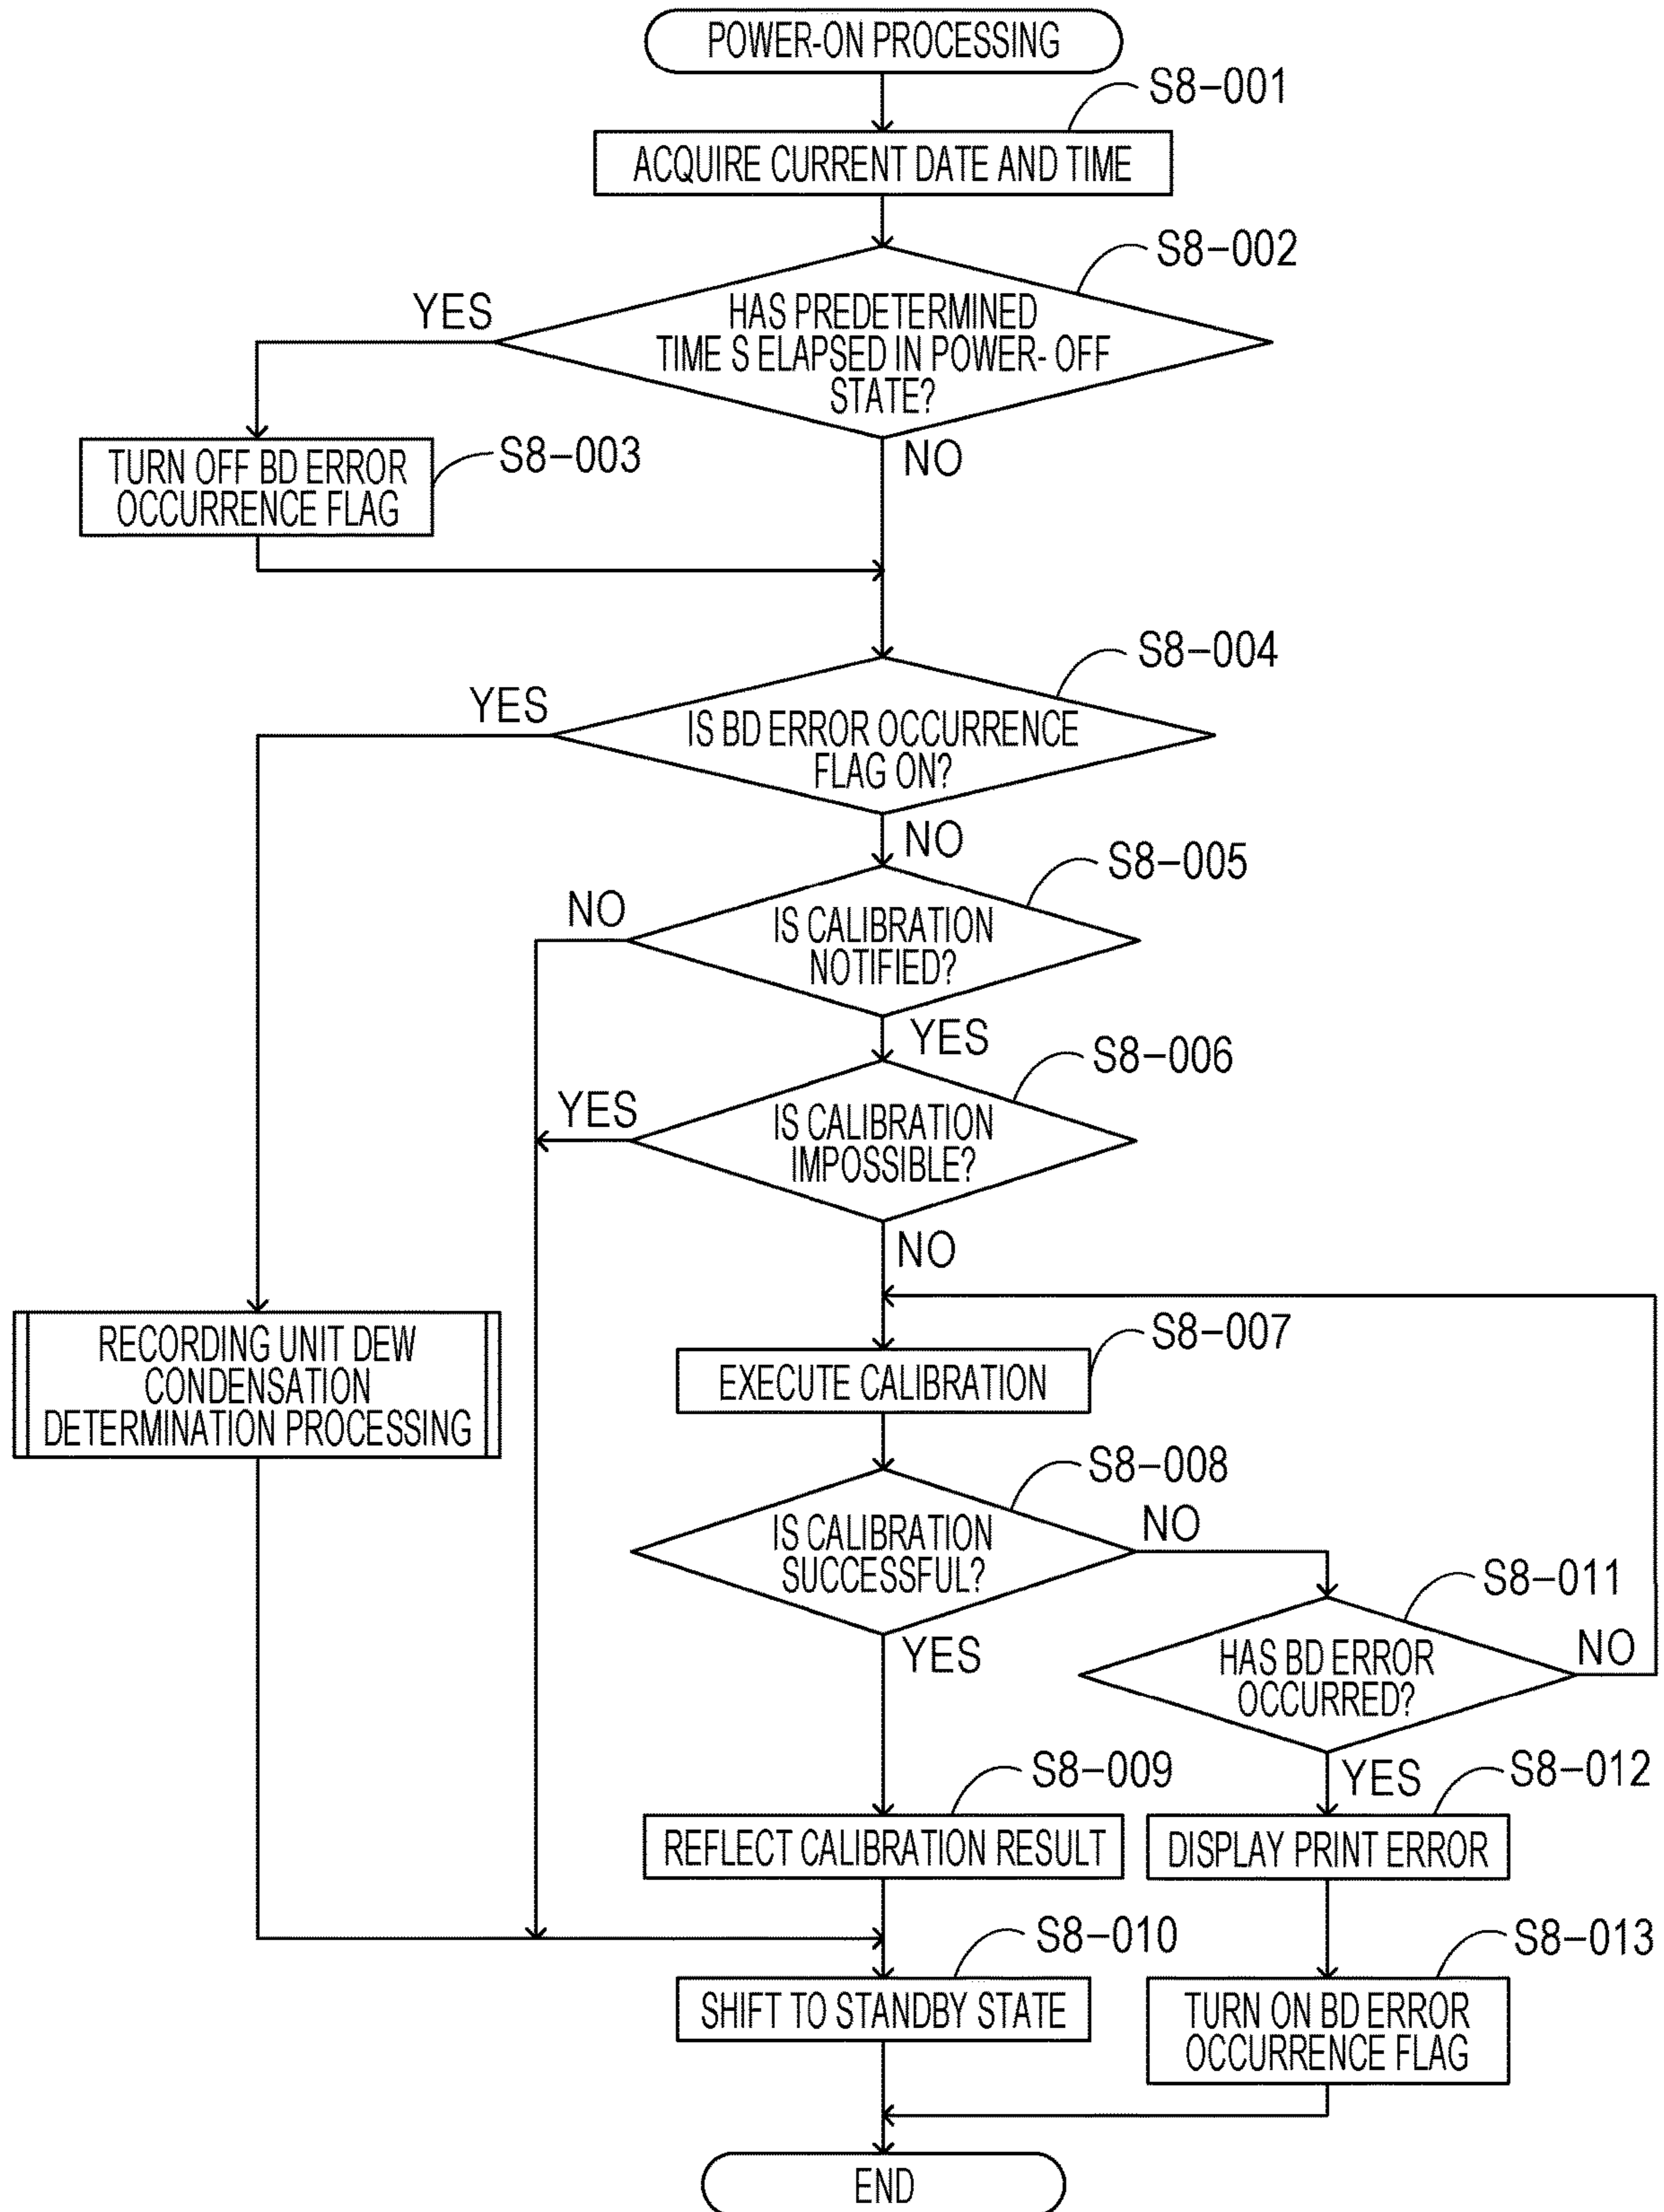 POWER-ON PROCESSING
S8-001
ACQUIRE CURRENT DATE AND TIME
S8-002
YES
HAS PREDETERMINED
TIME S ELAPSED IN POWER- OFF
STATE?
NO
TURN OFF BD ERROR
OCCURRENCE FLAG
S8-003
S8-004
YES
IS BD ERROR OCCURRENCE
FLAG ON?
NO
S8-005
NO
IS CALIBRATION
NOTIFIED?
YES
S8-006
YES
IS CALIBRATION
IMPOSSIBLE?
NO
RECORDING UNIT DEW
CONDENSATION
DETERMINATION PROCESSING
S8-007
EXECUTE CALIBRATION
S8-008
IS CALIBRATION
SUCCESSFUL?
NO
YES
S8-011
HAS BD ERROR
OCCURRED?
NO
YES
S8-009
REFLECT CALIBRATION RESULT
S8-012
DISPLAY PRINT ERROR
S8-010
SHIFT TO STANDBY STATE
S8-013
TURN ON BD ERROR
OCCURRENCE FLAG
END